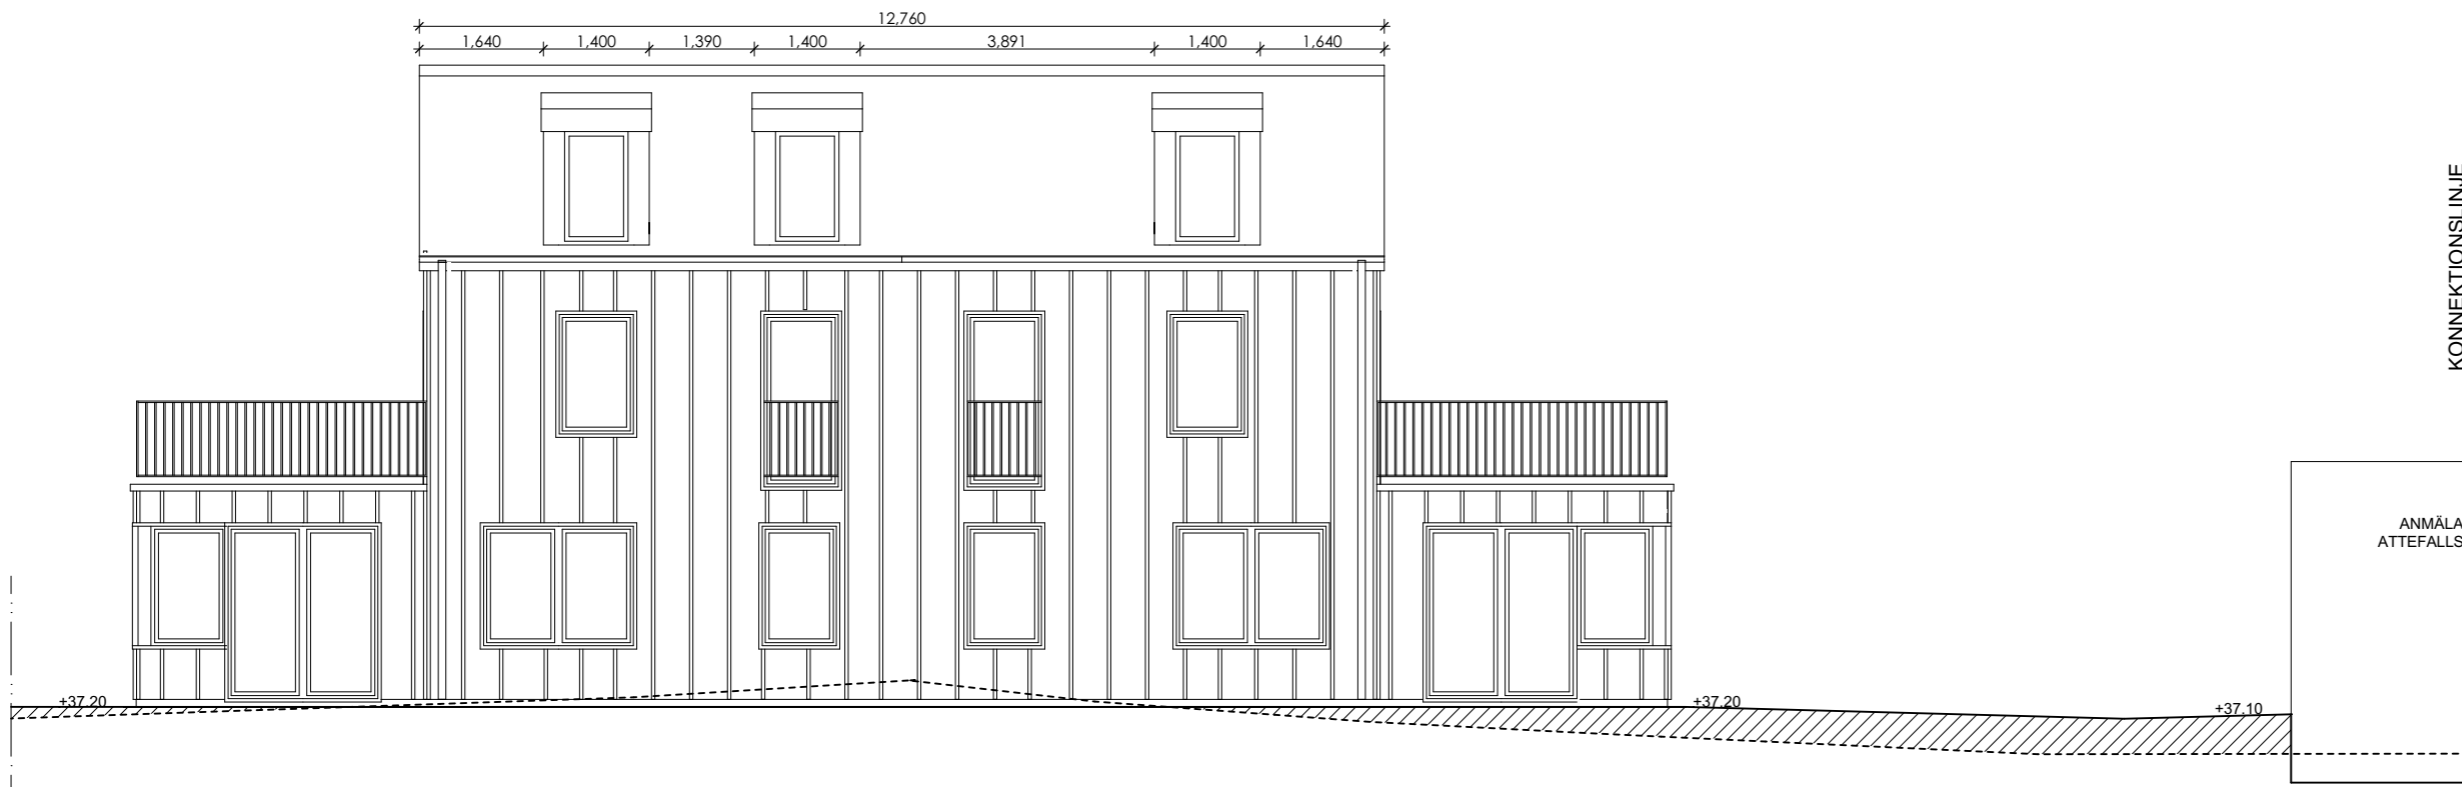 12,760
1,640 1,400 1,390 1,400 3,891 1,400 1,640
KONNEKTIONSLINJE
ANMÄLA
ATTEFALLS
+37.20 +37.20 +37.10